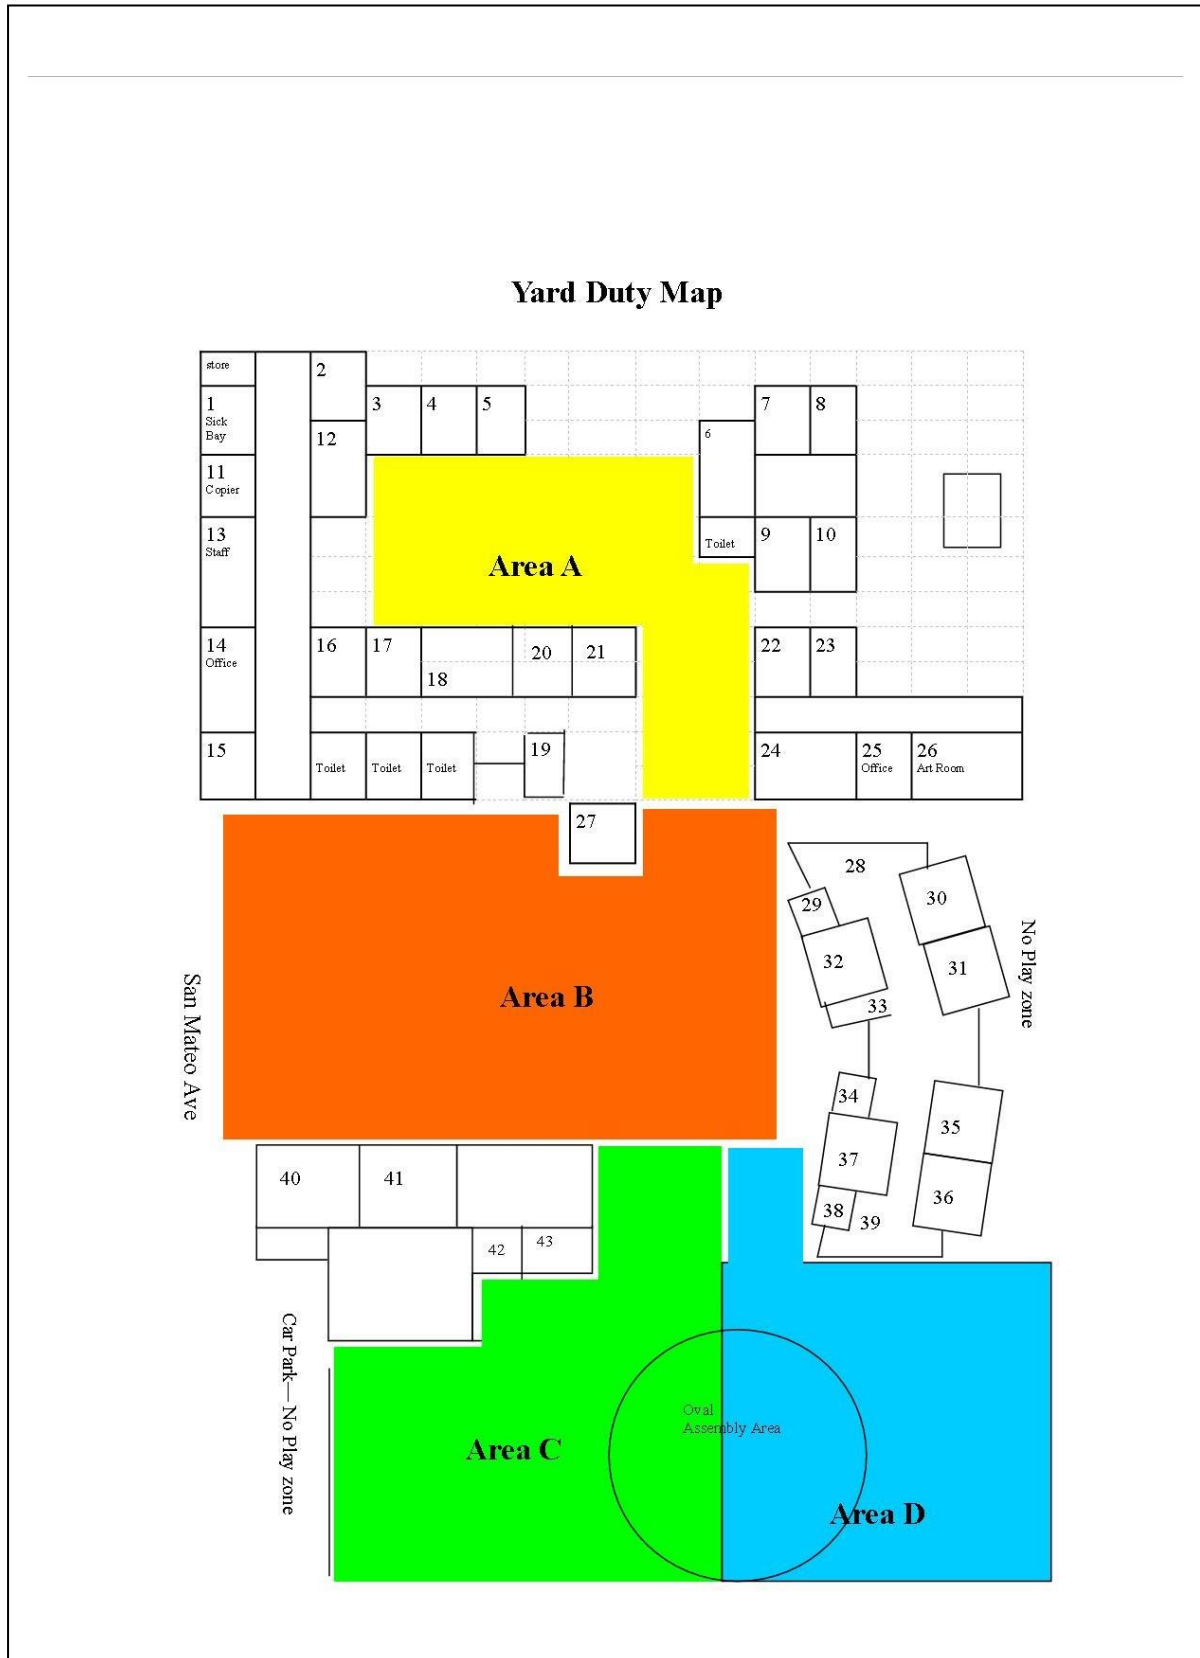 Yard Duty Map
store
2
1
Sick
Bay
3
4
5
7
8
6
12
11
Copier
13
Staff
Toilet
9
10
Area A
14
Office
16
17
18
20
21
22
23
15
Toilet
Toilet
Toilet
19
24
25
Office
26
Art Room
27
28
29
30
32
31
33
No Play zone
Area B
San Mateo Ave
34
35
37
36
38
39
40
41
42
43
Car Park— No Play zone
Oval
Assembly Area
Area C
Area D